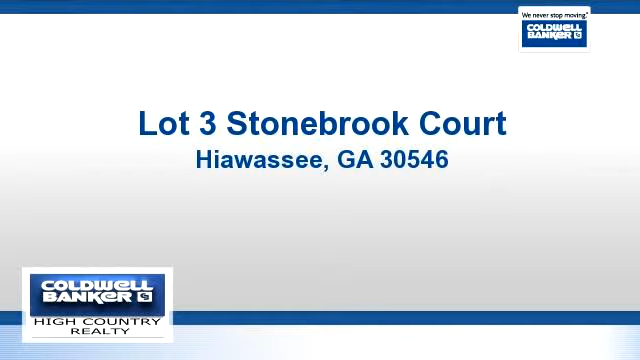 We never stop moving.®
COLDWELL
BANKER
Lot 3 Stonebrook Court
Hiawassee, GA 30546
COLDWELL
BANKER
HIGH COUNTRY
REALTY